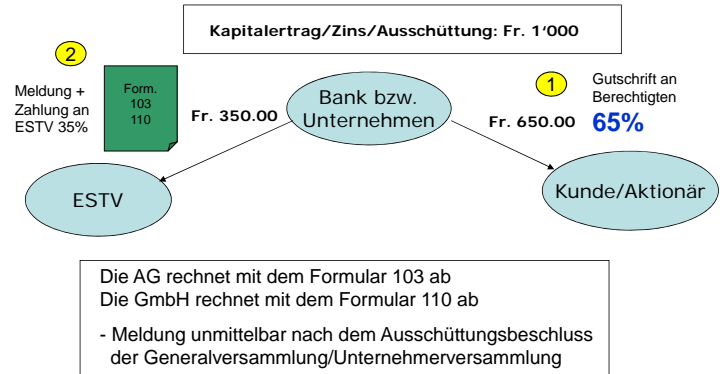 Kapitalertrag/Zins/Ausschüttung: Fr. 1'000
2
Meldung +
Zahlung an
ESTV 35%
Form.
103
110
Fr. 350.00
Bank bzw.
Unternehmen
1
Gutschrift an
Berechtigten
Fr. 650.00
65%
ESTV
Kunde/Aktionär
Die AG rechnet mit dem Formular 103 ab
Die GmbH rechnet mit dem Formular 110 ab
- Meldung unmittelbar nach dem Ausschüttungsbeschluss
der Generalversammlung/Unternehmerversammlung